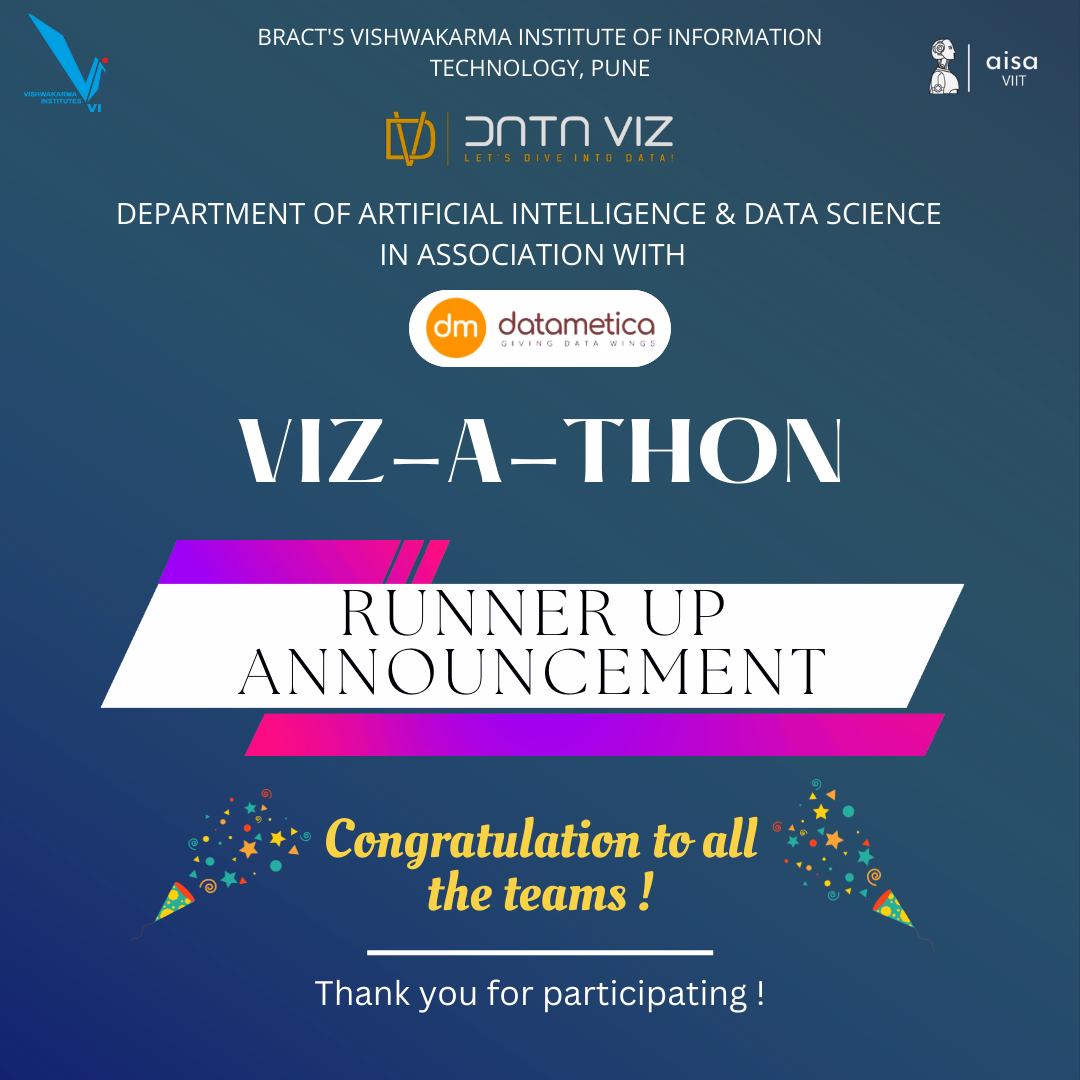 VISHWAKARMA
INSTITUTES
VI
BRACT'S VISHWAKARMA INSTITUTE OF INFORMATION
TECHNOLOGY, PUNE
aisa
VIIT
DV
DATA VIZ
LET'S DIVE INTO DATA!
DEPARTMENT OF ARTIFICIAL INTELLIGENCE & DATA SCIENCE
IN ASSOCIATION WITH
dm
datametica
GIVING DATA WINGS
VIZ-A-THON
RUNNER UP
ANNOUNCEMENT
Congratulation to all
the teams !
Thank you for participating !